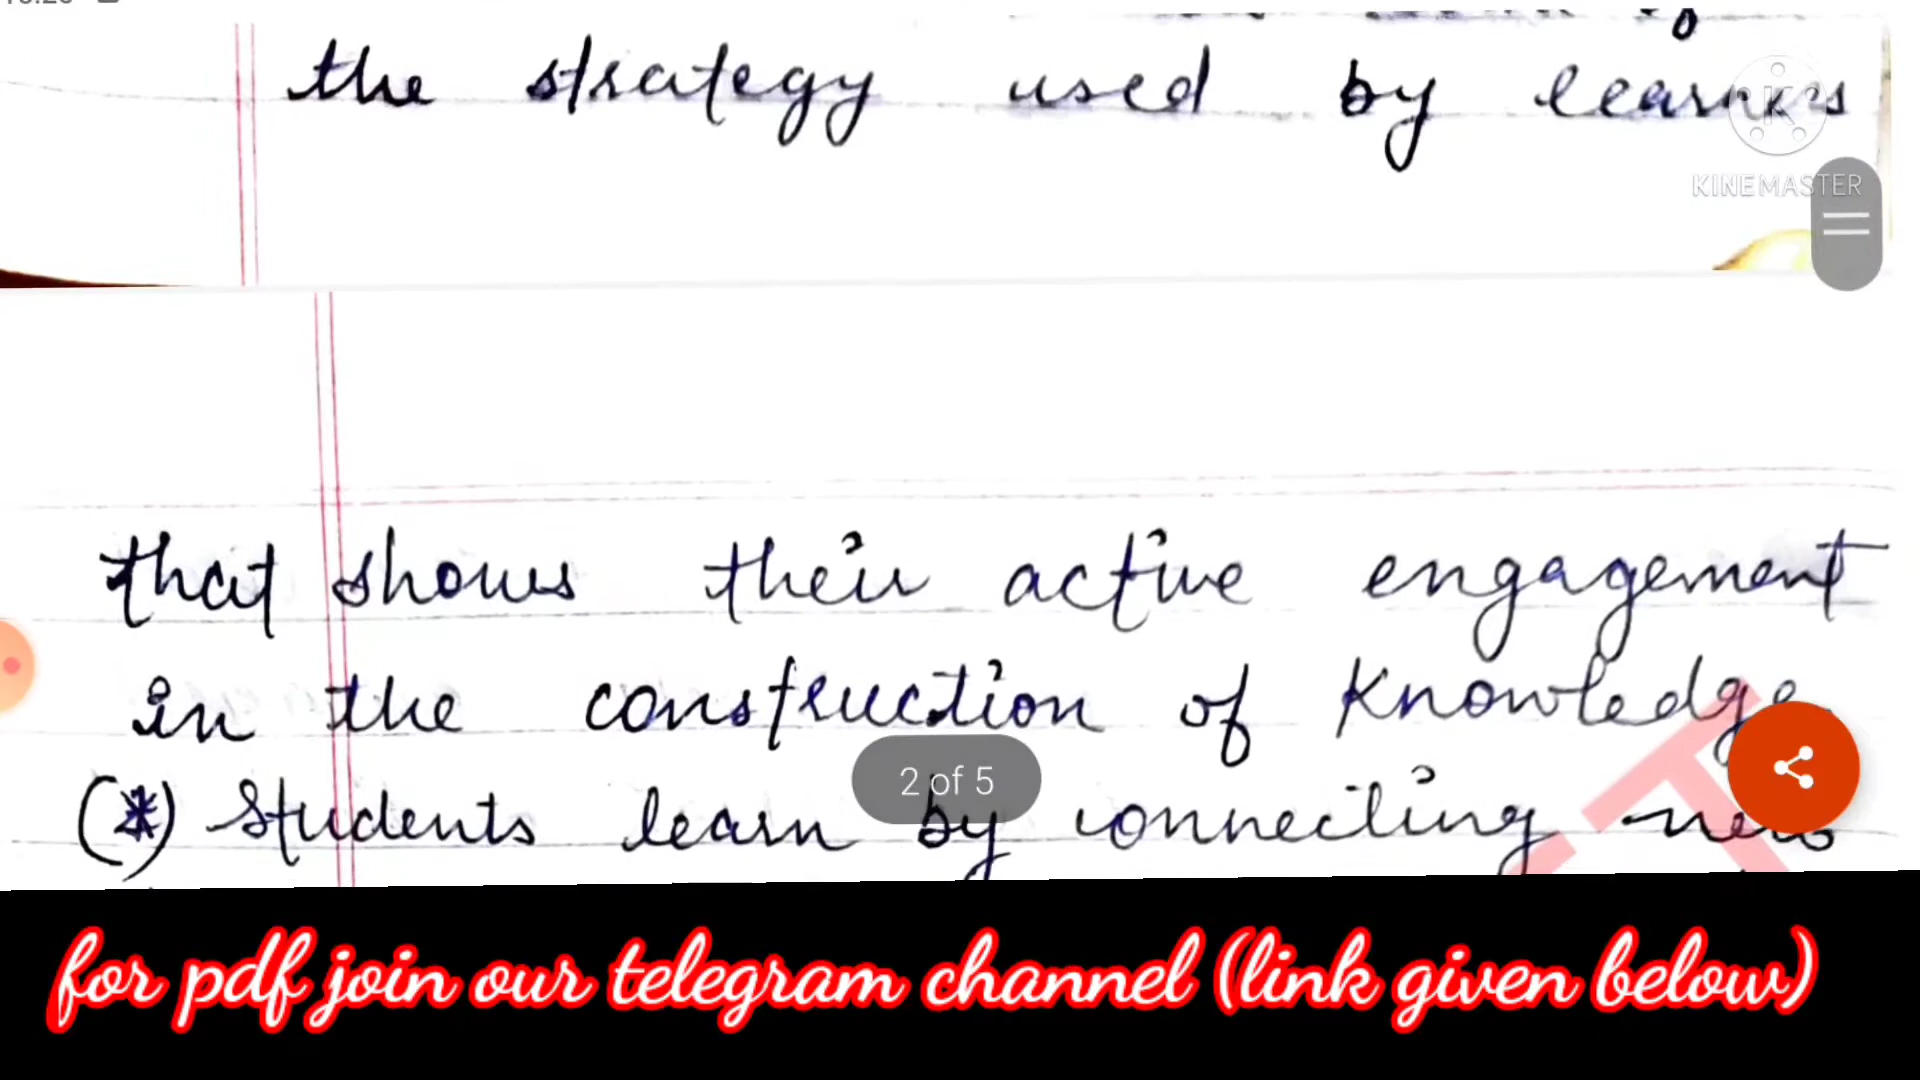 the strategy used by learners
KINEMASTER
that shows their active engagement
in the construction of knowledge
2 of 5
(*) Students learn by connecting new
for pdf join our telegram channel (link given below)